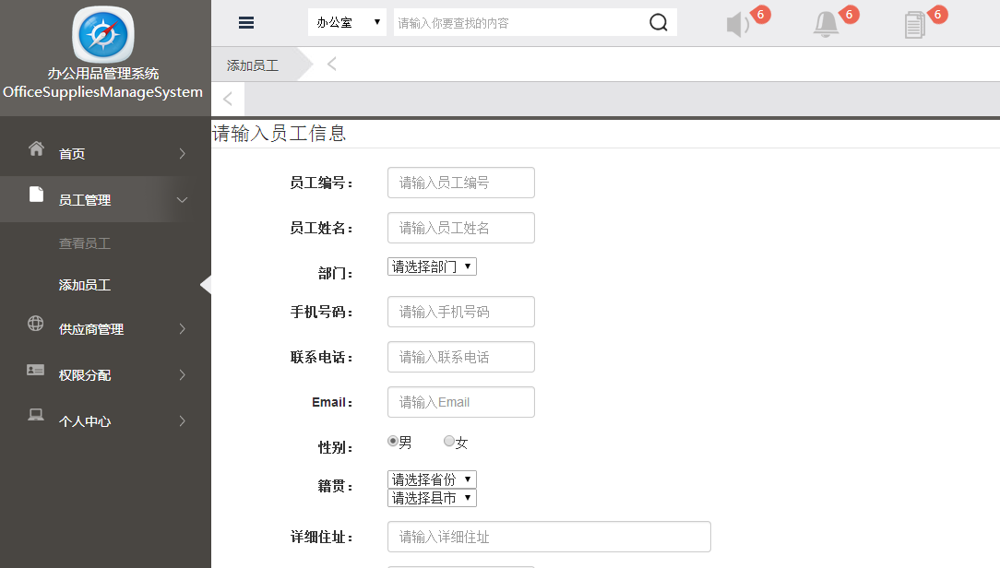 办公用品管理系统
OfficeSuppliesManageSystem
首页
员工管理
查看员工
添加员工
供应商管理
权限分配
个人中心
办公室
请输入你要查找的内容
6
6
6
添加员工
请输入员工信息
员工编号：
请输入员工编号
员工姓名：
请输入员工姓名
部门：
请选择部门
手机号码：
请输入手机号码
联系电话：
请输入联系电话
Email：
请输入Email
性别：
男 女
籍贯：
请选择省份
请选择县市
详细住址：
请输入详细住址